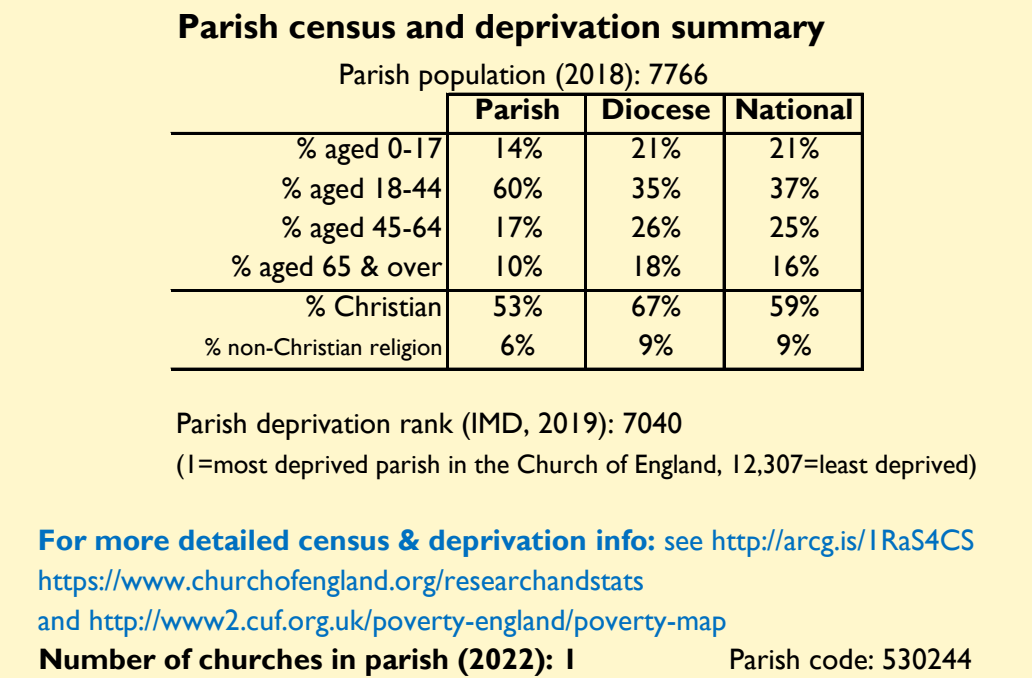 Parish census and deprivation summary
Parish population (2018): 7766
Parish Diocese National
% aged 0-17 14% 21% 21%
% aged 18-44 60% 35% 37%
% aged 45-64 17% 26% 25%
% aged 65 & over 10% 18% 16%
% Christian 53% 67% 59%
% non-Christian religion 6% 9% 9%
Parish deprivation rank (IMD, 2019): 7040
(1=most deprived parish in the Church of England, 12,307=least deprived)
For more detailed census & deprivation info: see http://arcg.is/1RaS4CS
https://www.churchofengland.org/researchandstats
and http://www2.cuf.org.uk/poverty-england/poverty-map
Number of churches in parish (2022): 1 Parish code: 530244